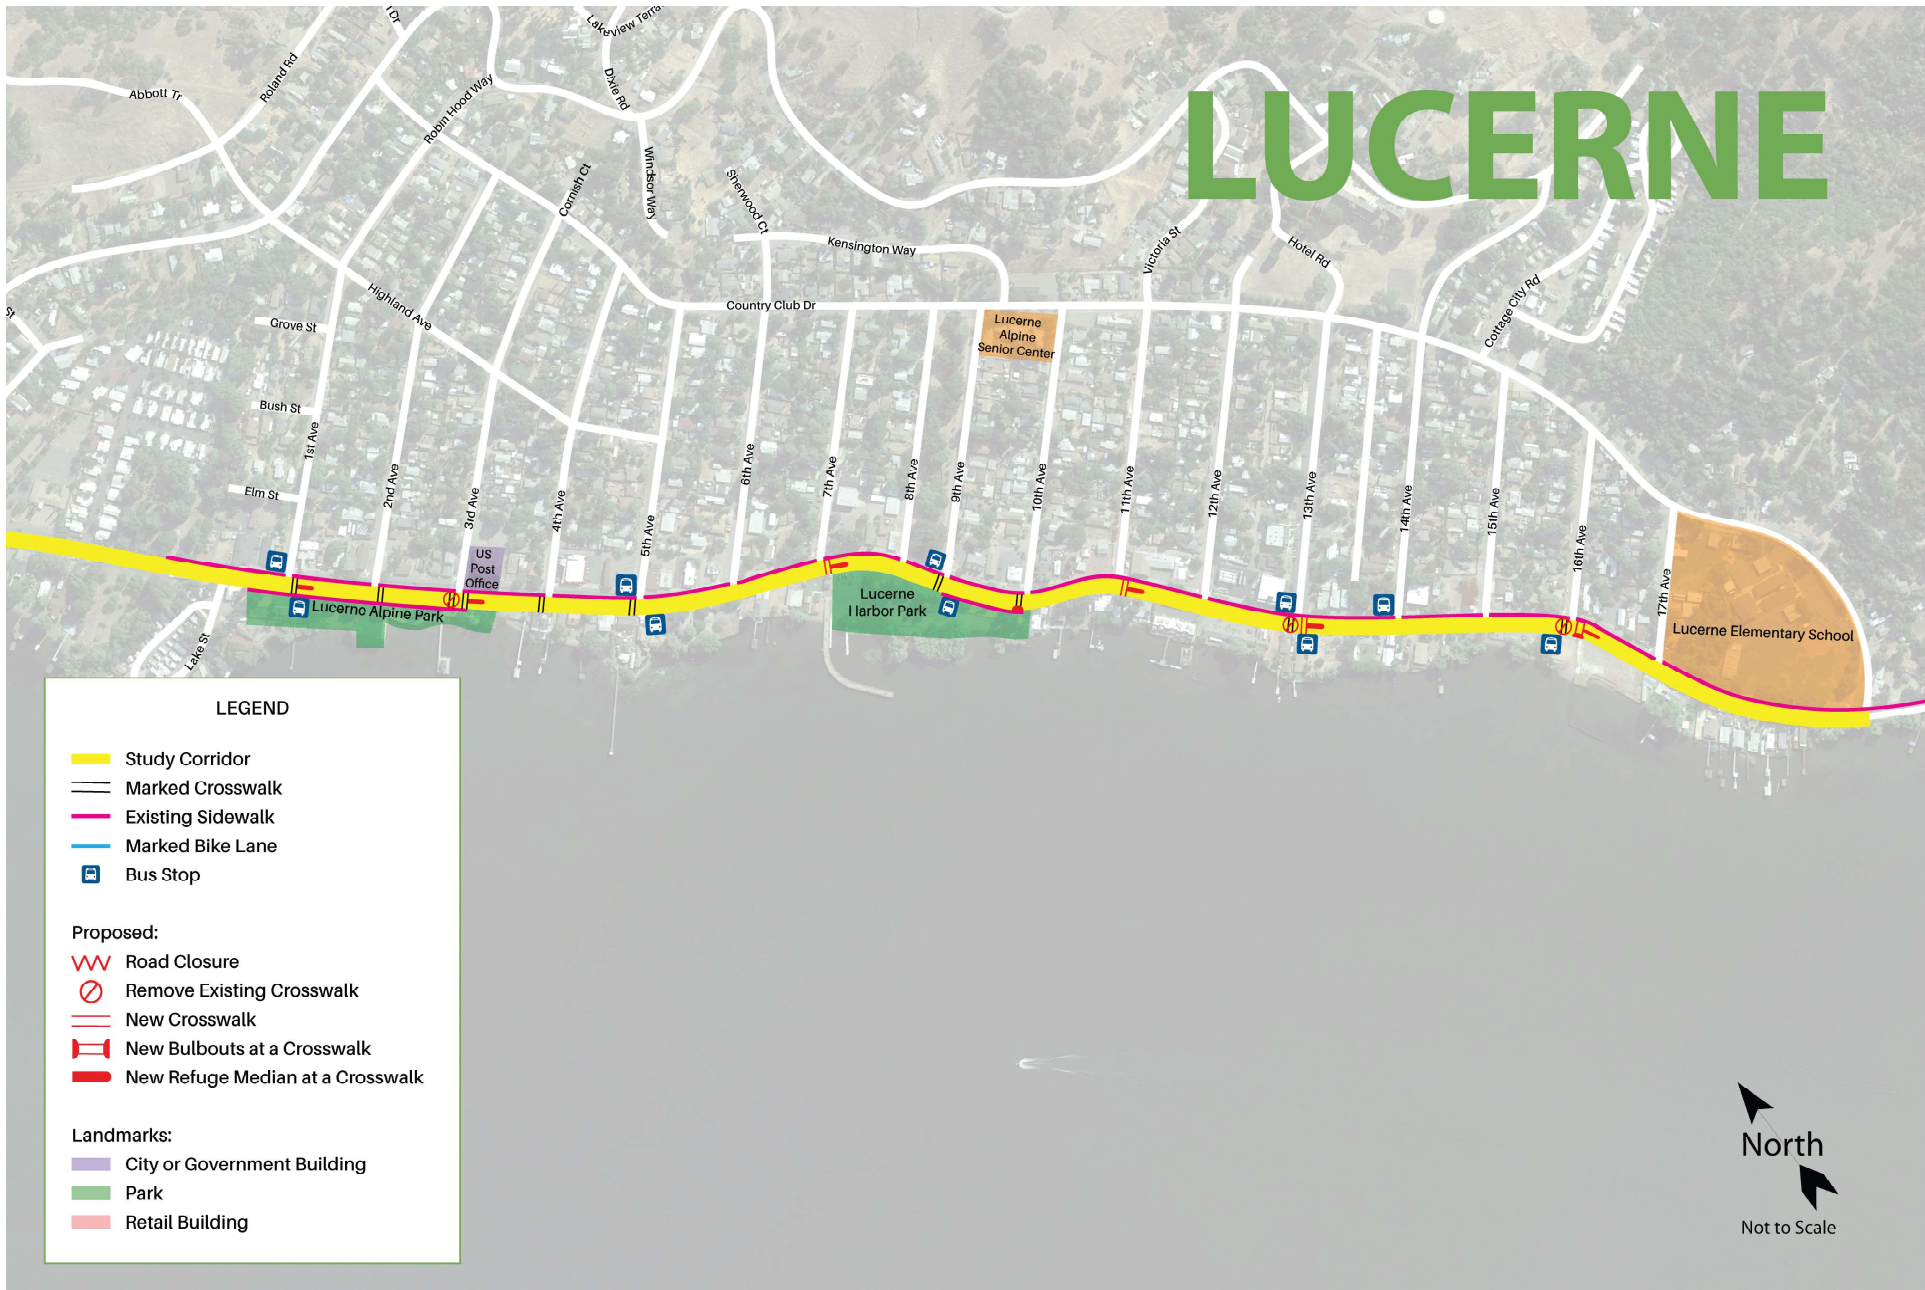 LUCERNE
Dr
Lakeview Terra
Roland Rd
Abbott Tr
Robin Hood Way
Dixie Rd
Windsor Way
Cornish Ct
Sherwood Ct
Kensington Way
Victoria St
Hotel Rd
Cottage City Rd
Highland Ave
Country Club Dr
St
Grove St
Bush St
Elm St
Lake St
Lucerne
Alpine
Senior Center
1st Ave
2nd Ave
3rd Ave
4th Ave
5th Ave
6th Ave
7th Ave
8th Ave
9th Ave
10th Ave
11th Ave
12th Ave
13th Ave
14th Ave
15th Ave
16th Ave
17th Ave
US
Post
Office
Lucerne Alpine Park
Lucerne
Harbor Park
Lucerne Elementary School
LEGEND
Study Corridor
Marked Crosswalk
Existing Sidewalk
Marked Bike Lane
Bus Stop
Proposed:
Road Closure
Remove Existing Crosswalk
New Crosswalk
New Bulbouts at a Crosswalk
New Refuge Median at a Crosswalk
Landmarks:
City or Government Building
Park
Retail Building
North
Not to Scale